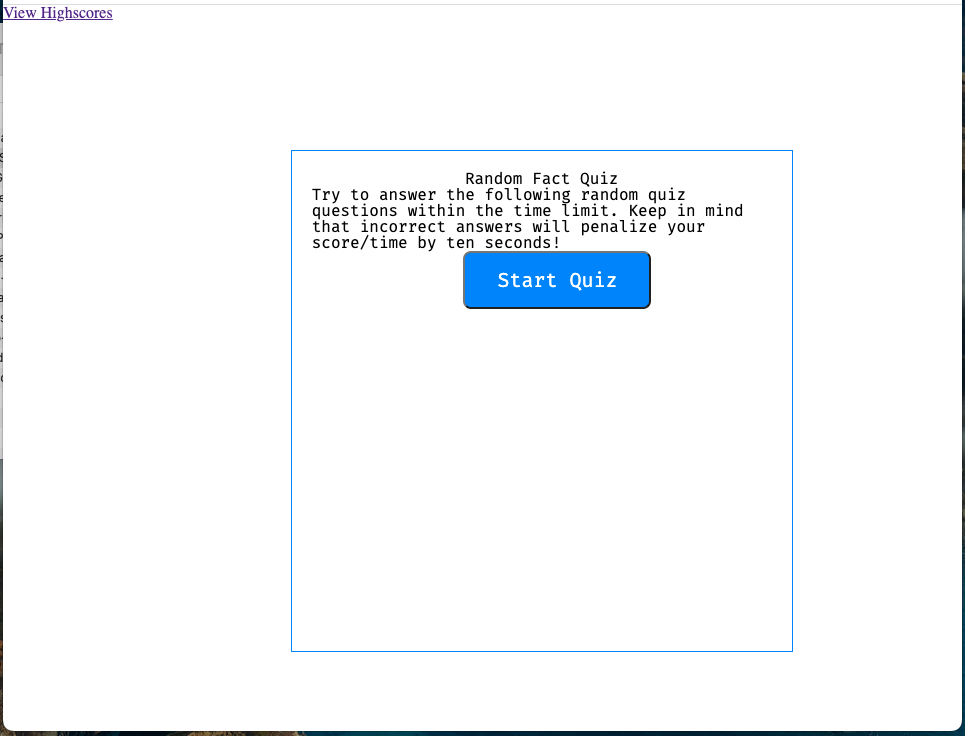 View Highscores
Random Fact Quiz
Try to answer the following random quiz
questions within the time limit. Keep in mind
that incorrect answers will penalize your
score/time by ten seconds!
Start Quiz